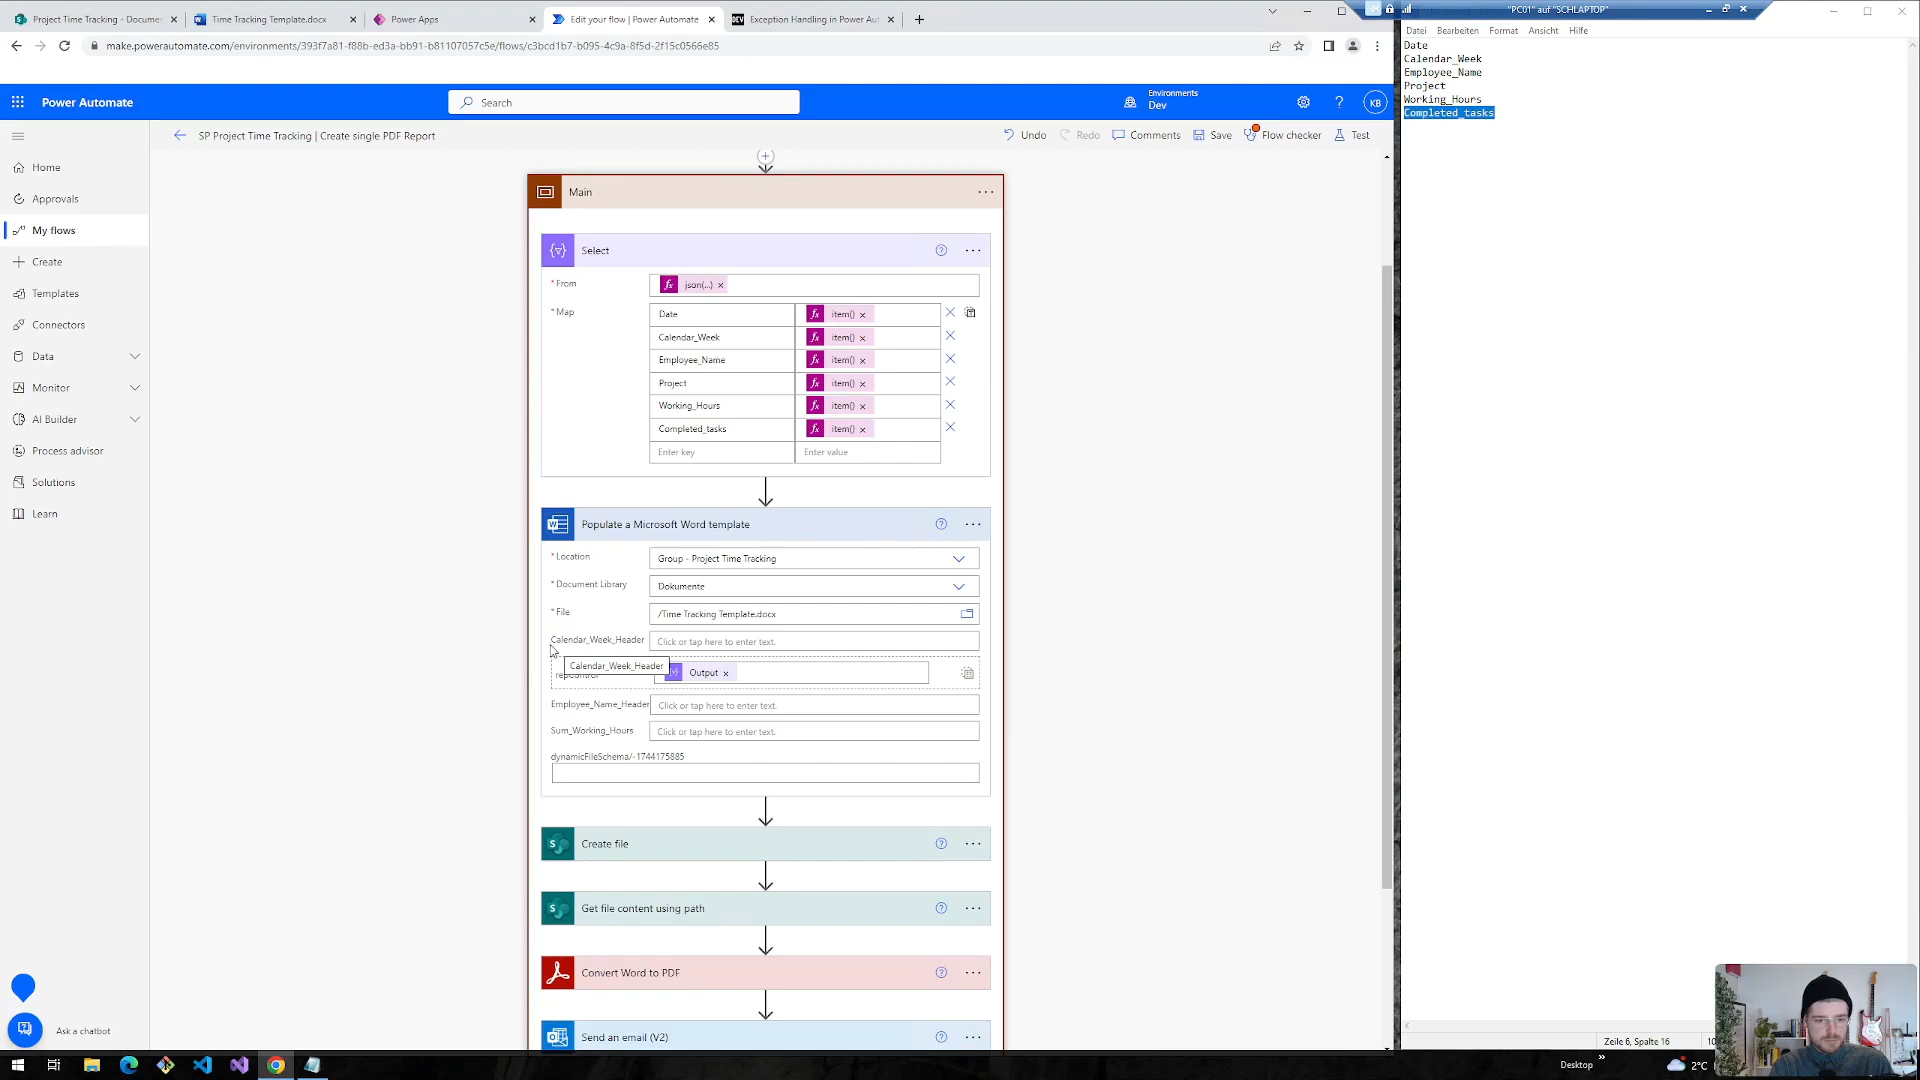 Project Time Tracking - Documen
Time Tracking Template.docx
Power Apps
Edit your flow | Power Automate
Exception Handling in Power Aut
"PC01" auf "SCHLAPTOP"
make.powerautomate.com/environments/393f7a81-f88b-ed3a-bb91-b81107057c5e/flows/c3bcd1b7-b095-4c9a-8f5d-2f15c0566e85
Datei Bearbeiten Format Ansicht Hilfe
Date
Calendar_Week
Employee_Name
Project
Working_Hours
Completed_tasks
Power Automate
Search
Environments
Dev
KB
SP Project Time Tracking | Create single PDF Report
Undo
Redo
Comments
Save
Flow checker
Test
Home
Approvals
My flows
Create
Templates
Connectors
Data
Monitor
AI Builder
Process advisor
Solutions
Learn
Ask a chatbot
Main
Select
* From
json(...)
* Map
Date
item()
Calendar_Week
item()
Employee_Name
item()
Project
item()
Working_Hours
item()
Completed_tasks
item()
Enter key
Enter value
Populate a Microsoft Word template
* Location
Group - Project Time Tracking
* Document Library
Dokumente
* File
/Time Tracking Template.docx
Calendar_Week_Header
Click or tap here to enter text.
Calendar_Week_Header
Output
Employee_Name_Header
Click or tap here to enter text.
Sum_Working_Hours
Click or tap here to enter text.
dynamicFileSchema/-1744175885
Create file
Get file content using path
Convert Word to PDF
Send an email (V2)
Zeile 6, Spalte 16
Desktop
2°C